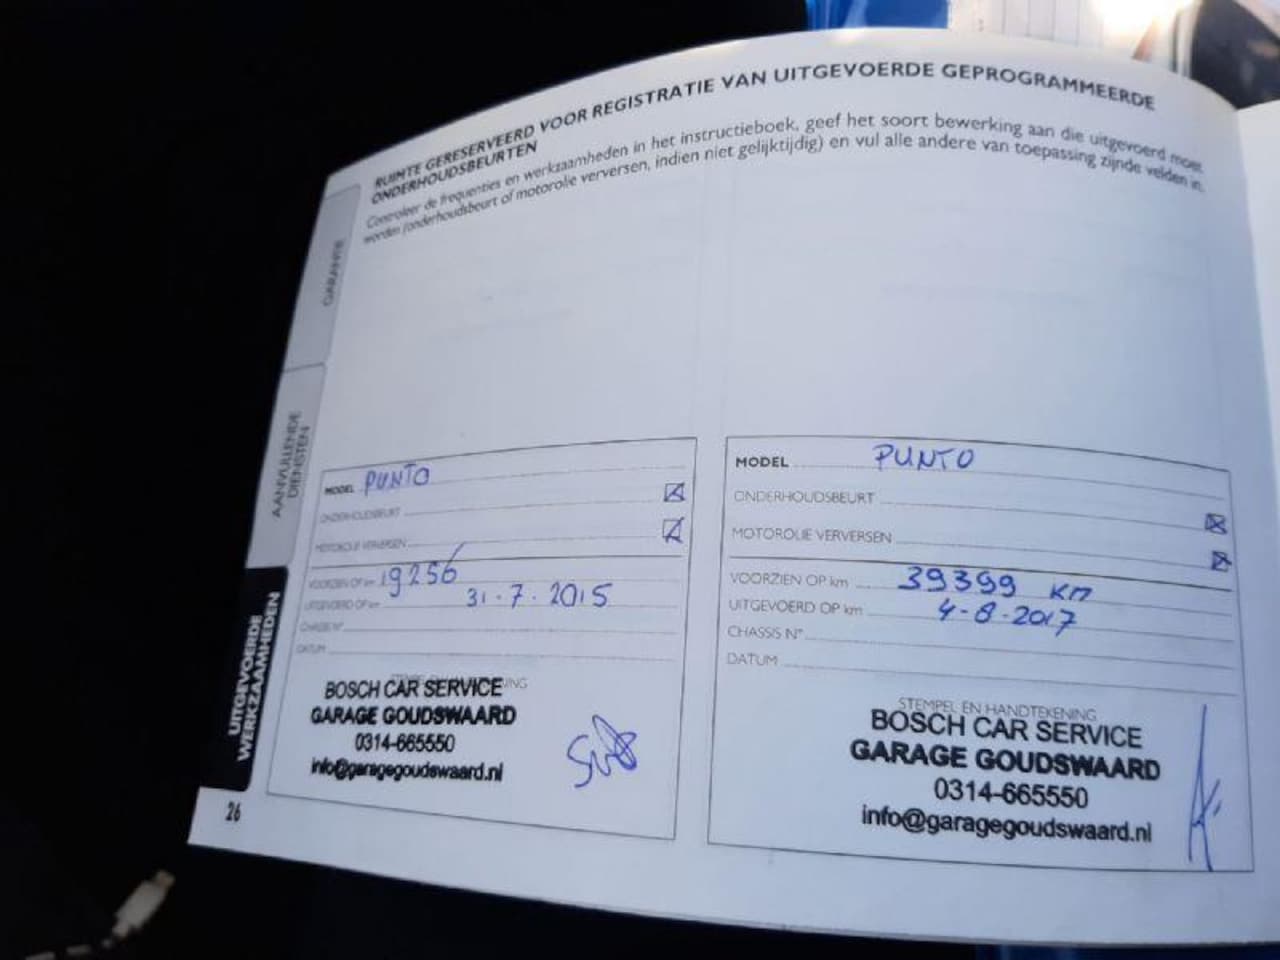 RUIMTE GERESERVEERD VOOR REGISTRATIE VAN UITGEVOERDE GEPROGRAMMEERDE
ONDERHOUDSBEURTEN
Controleer de frequenties en werkzaamheden in het instructieboek, geef het soort bewerking aan die uitgevoerd moet
worden (onderhoudsbeurt of motorolie verversen, indien niet gelijktijdig) en vul alle andere van toepassing zijnde velden in.
GARANTIE
AANVULLENDE
DIENSTEN
UITGEVOERDE
WERKZAAMHEDEN
26
MODEL PUNTO
ONDERHOUDSBEURT
MOTOROLIE VERVERSEN
VOORZIEN OP km 19256
UITGEVOERD OP km 31-7-2015
CHASSIS N°
DATUM
STEMPEL EN HANDTEKENING
BOSCH CAR SERVICE
GARAGE GOUDSWAARD
0314-665550
info@garagegoudswaard.nl
MODEL PUNTO
ONDERHOUDSBEURT
MOTOROLIE VERVERSEN
VOORZIEN OP km 39399 KM
UITGEVOERD OP km 4-8-2017
CHASSIS N°
DATUM
STEMPEL EN HANDTEKENING
BOSCH CAR SERVICE
GARAGE GOUDSWAARD
0314-665550
info@garagegoudswaard.nl